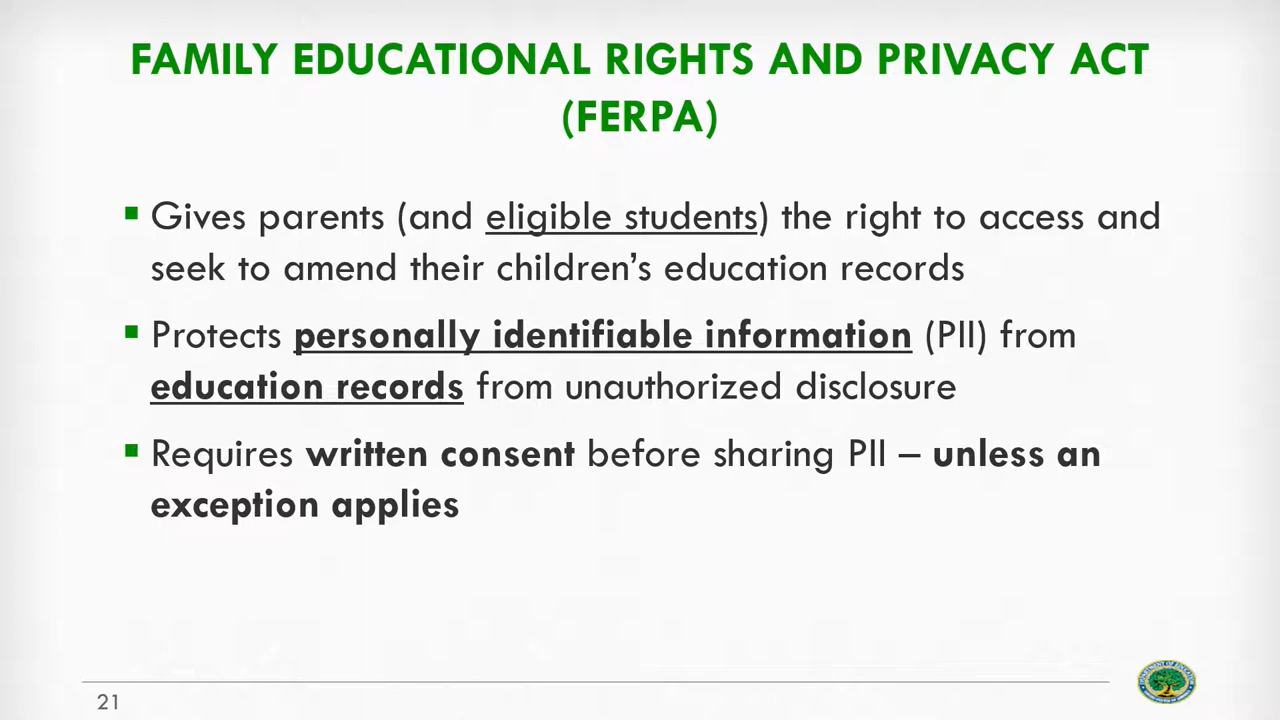 FAMILY EDUCATIONAL RIGHTS AND PRIVACY ACT
(FERPA)
▪ Gives parents (and eligible students) the right to access and
seek to amend their children’s education records
▪ Protects personally identifiable information (PII) from
education records from unauthorized disclosure
▪ Requires written consent before sharing PII – unless an
exception applies
21